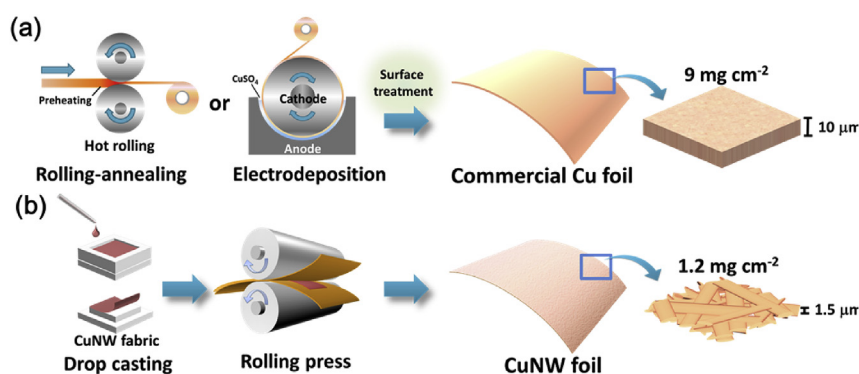 (a)
Preheating
Hot rolling
Rolling-annealing
or
CuSO₄
Cathode
Anode
Electrodeposition
Surface
treatment
Commercial Cu foil
9 mg cm⁻²
10 μm
(b)
CuNW fabric
Drop casting
Rolling press
CuNW foil
1.2 mg cm⁻²
1.5 μm